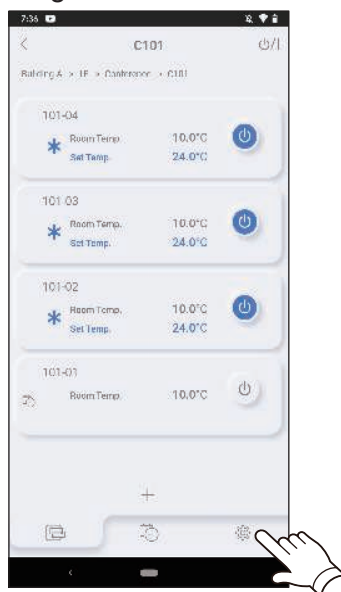 7:36
C101
Building A > 1F > Conference > C101
101-04
Room Temp. 10.0°C
Set Temp. 24.0°C
101-03
Room Temp. 10.0°C
Set Temp. 24.0°C
101-02
Room Temp. 10.0°C
Set Temp. 24.0°C
101-01
Room Temp. 10.0°C